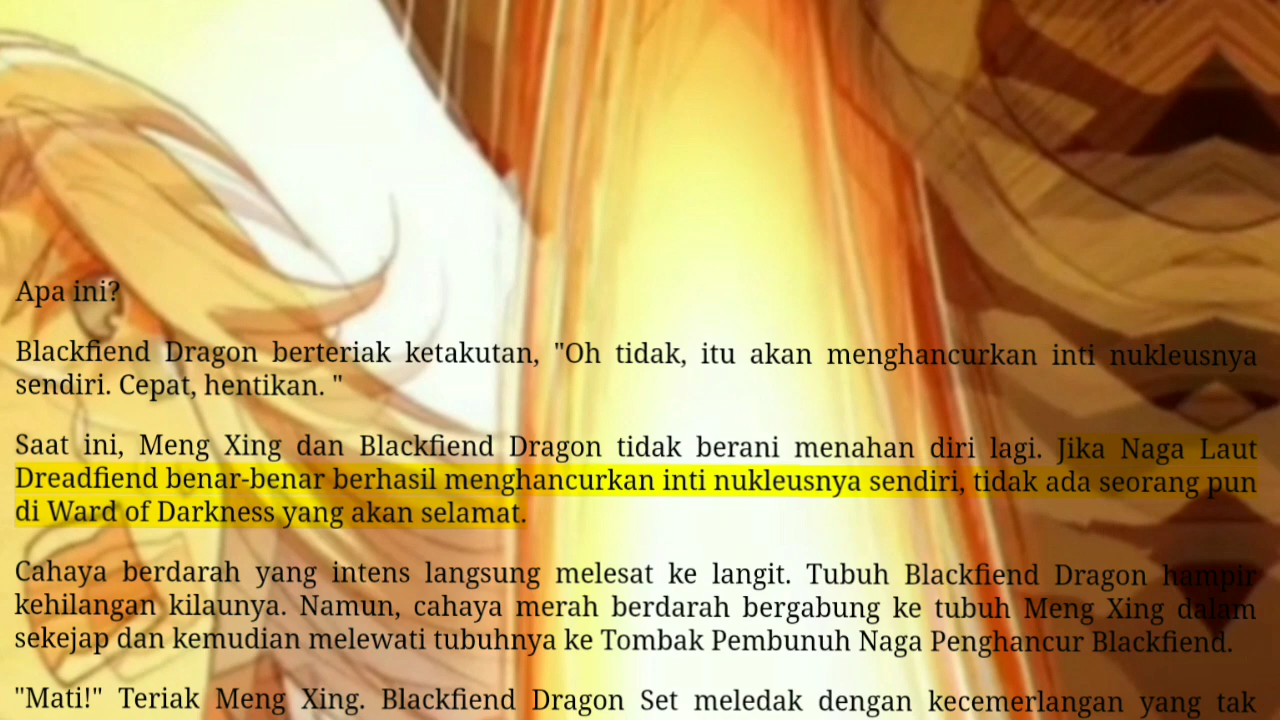 Apa ini?
Blackfiend Dragon berteriak ketakutan, "Oh tidak, itu akan menghancurkan inti nukleusnya
sendiri. Cepat, hentikan. "
Saat ini, Meng Xing dan Blackfiend Dragon tidak berani menahan diri lagi. Jika Naga Laut
Dreadfiend benar-benar berhasil menghancurkan inti nukleusnya sendiri, tidak ada seorang pun
di Ward of Darkness yang akan selamat.
Cahaya berdarah yang intens langsung melesat ke langit. Tubuh Blackfiend Dragon hampir
kehilangan kilaunya. Namun, cahaya merah berdarah bergabung ke tubuh Meng Xing dalam
sekejap dan kemudian melewati tubuhnya ke Tombak Pembunuh Naga Penghancur Blackfiend.
"Mati!" Teriak Meng Xing. Blackfiend Dragon Set meledak dengan kecemerlangan yang tak